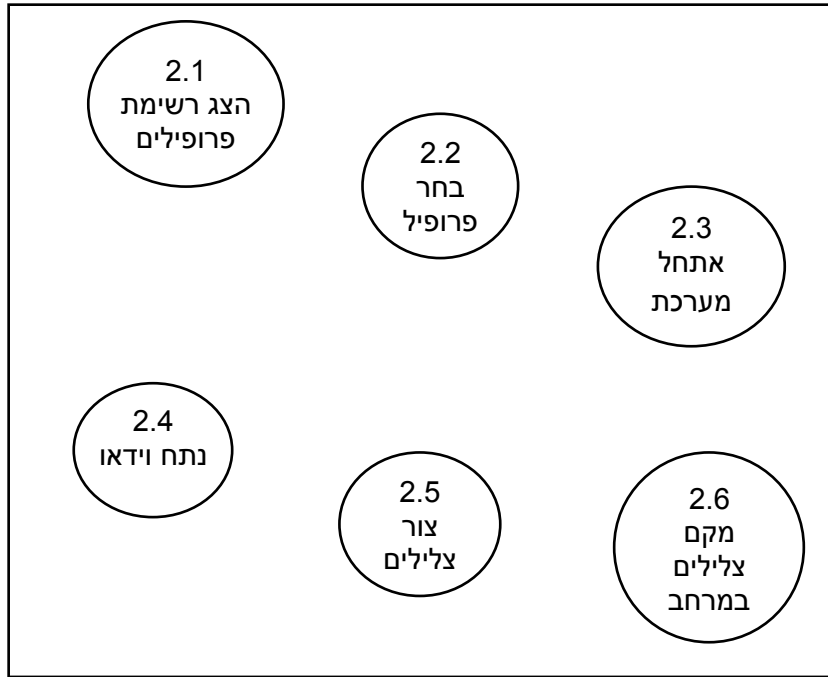 2.1
הצג רשימת
פרופילים
2.2
בחר
פרופיל
2.3
אתחל
מערכת
2.4
נתח וידאו
2.5
צור
צלילים
2.6
מקם
צלילים
במרחב